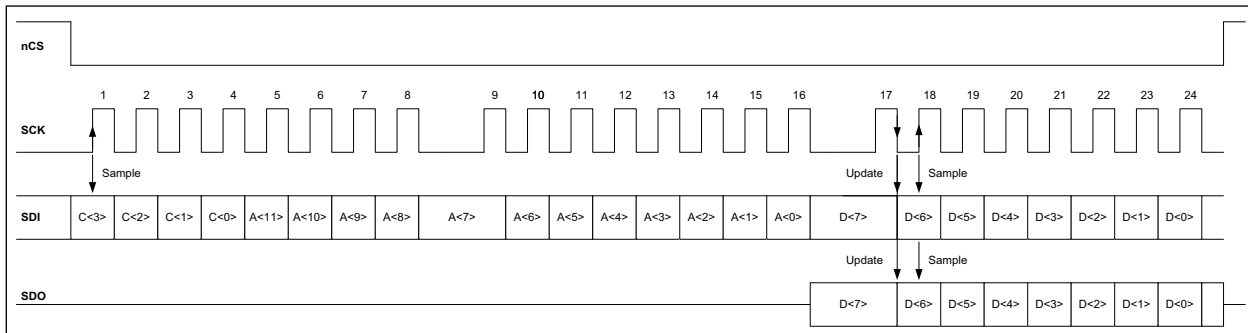 nCS
1 2 3 4 5 6 7 8 9 10 11 12 13 14 15 16 17 18 19 20 21 22 23 24
SCK
Sample Update Sample
SDI C<3> C<2> C<1> C<0> A<11> A<10> A<9> A<8> A<7> A<6> A<5> A<4> A<3> A<2> A<1> A<0> D<7> D<6> D<5> D<4> D<3> D<2> D<1> D<0>
Update Sample
SDO D<7> D<6> D<5> D<4> D<3> D<2> D<1> D<0>